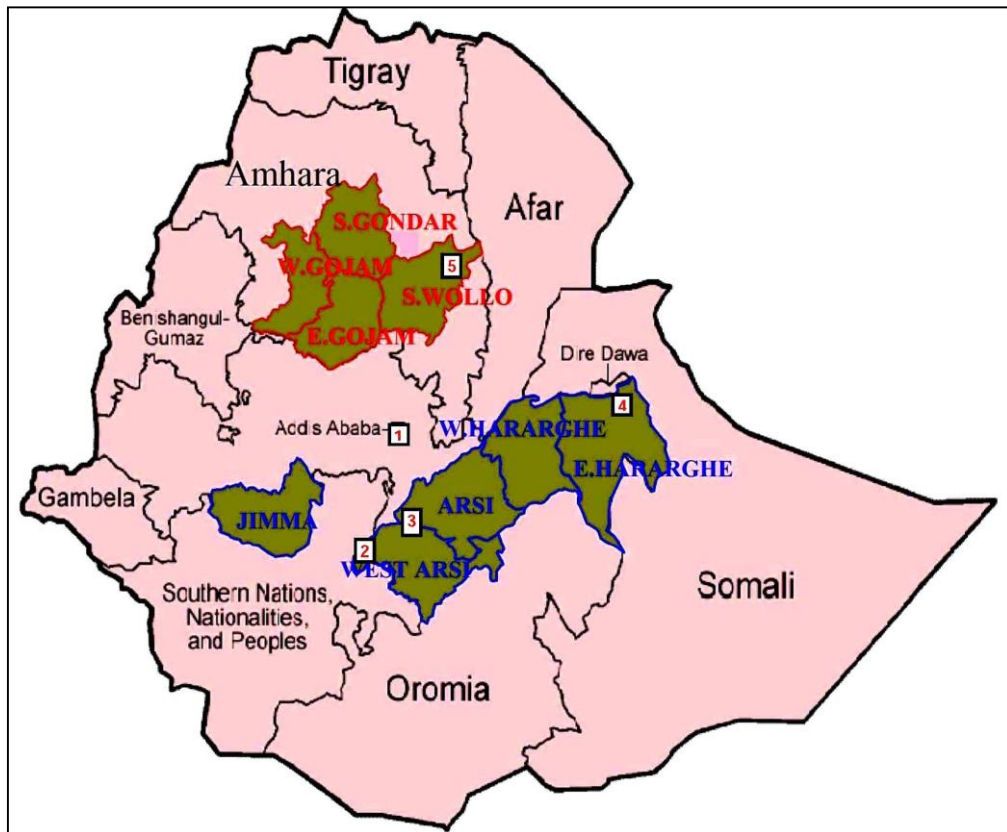 Tigray
Amhara
Afar
S.GONDAR
W.GOJAM
5
S.WOLLO
Benishangul-
Gumaz
E.GOJAM
Dire Dawa
4
Addis Ababa
1
W.HARARGHE
E.HARARGHE
Gambela
JIMMA
ARSI
3
2
WEST ARSI
Southern Nations,
Nationalities,
and Peoples
Somali
Oromia